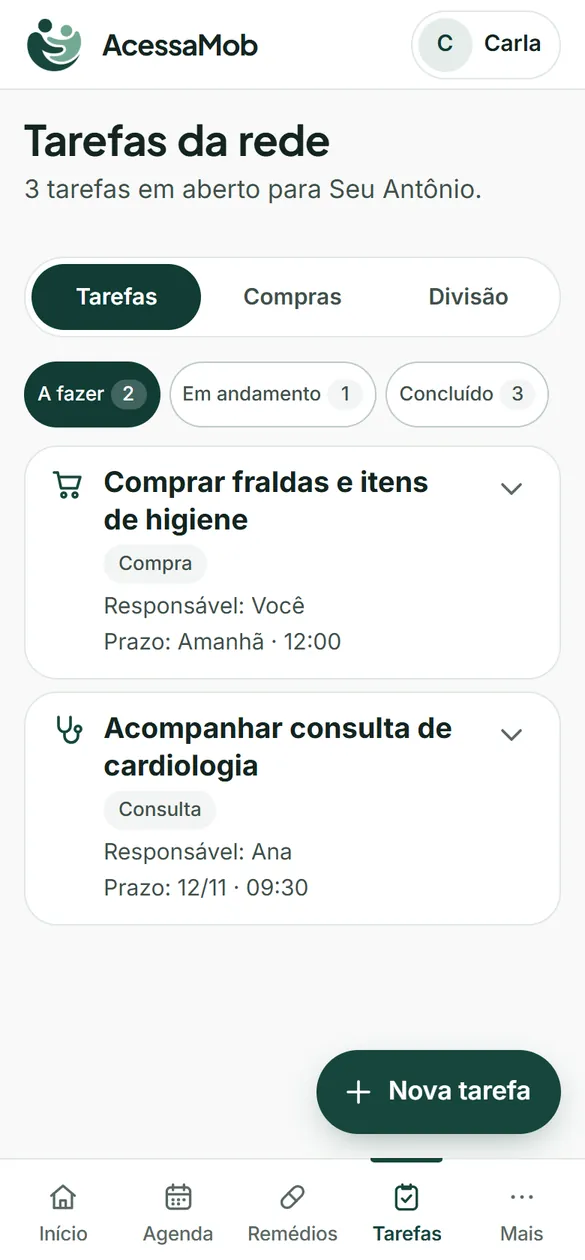 AcessaMob
C Carla
Tarefas da rede
3 tarefas em aberto para Seu Antônio.
Tarefas Compras Divisão
A fazer 2 Em andamento 1 Concluído 3
Comprar fraldas e itens
de higiene
Compra
Responsável: Você
Prazo: Amanhã · 12:00
Acompanhar consulta de
cardiologia
Consulta
Responsável: Ana
Prazo: 12/11 · 09:30
+ Nova tarefa
Início Agenda Remédios Tarefas Mais